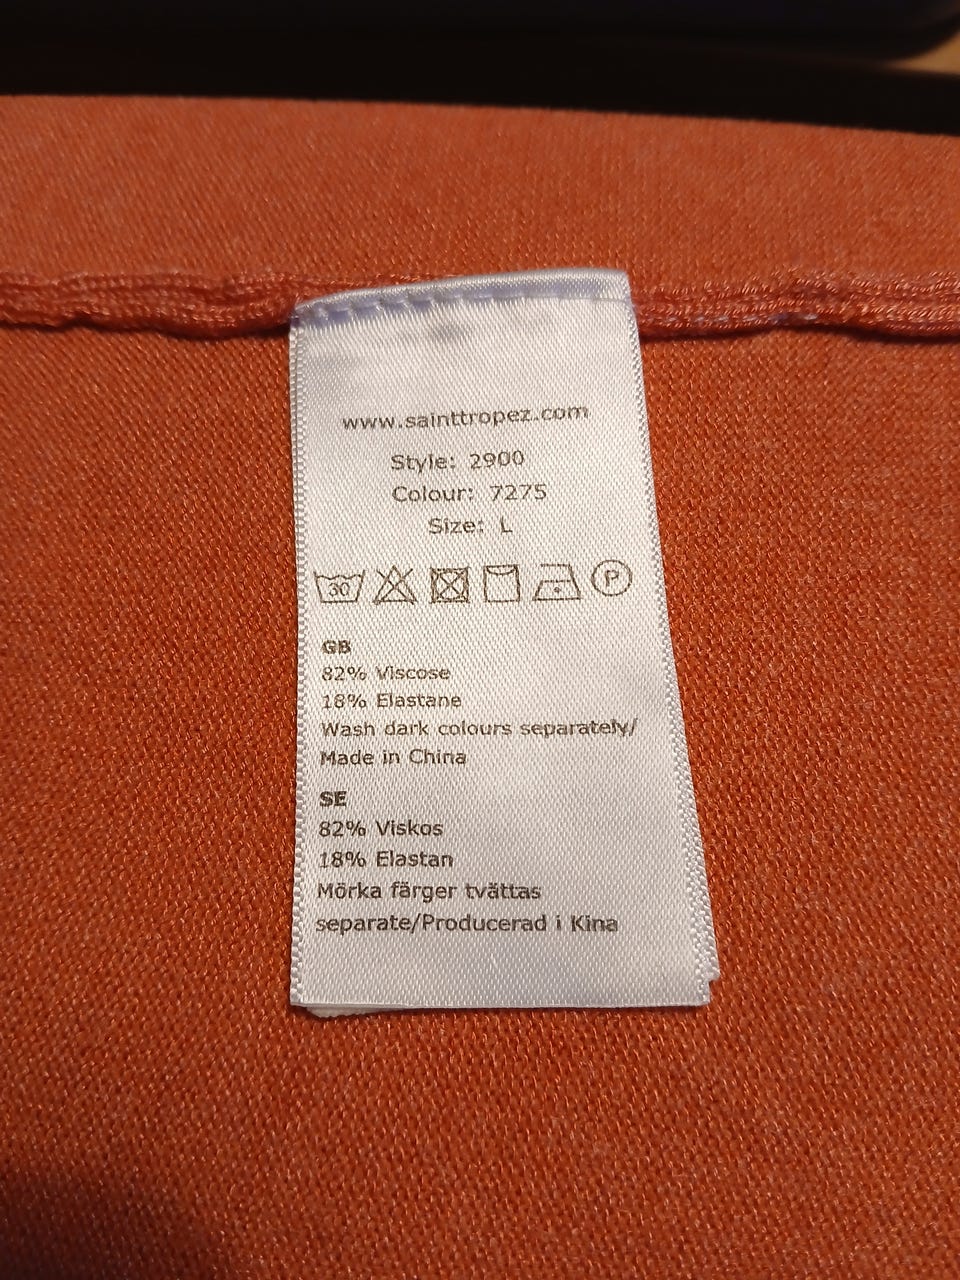 www.sainttropez.com
Style: 2900
Colour: 7275
Size: L
30 P
GB
82% Viscose
18% Elastane
Wash dark colours separately/
Made in China
SE
82% Viskos
18% Elastan
Mörka färger tvättas
separate/Producerad i Kina